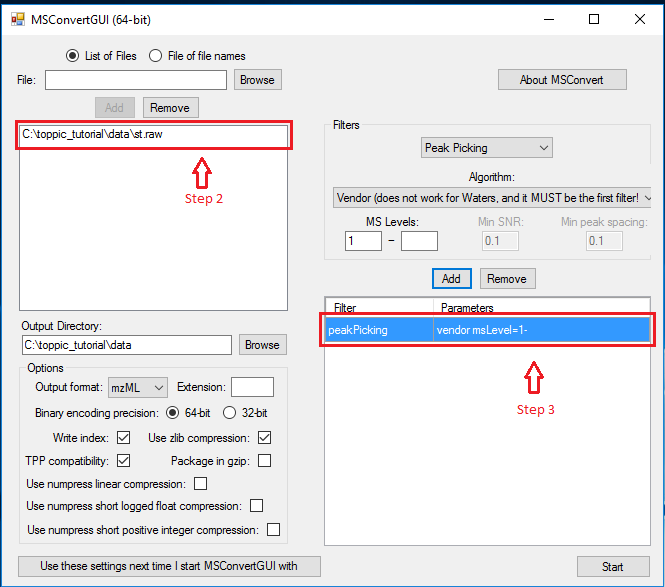 MSConvertGUI (64-bit)
List of Files File of file names
File: Browse About MSConvert
Add Remove
C:\toppic_tutorial\data\st.raw
Step 2
Filters
Peak Picking
Algorithm:
Vendor (does not work for Waters, and it MUST be the first filter!
MS Levels: Min SNR: Min peak spacing:
1 – 0.1 0.1
Add Remove
Filter Parameters
peakPicking vendor msLevel=1-
Step 3
Output Directory:
C:\toppic_tutorial\data Browse
Options
Output format: mzML Extension:
Binary encoding precision: 64-bit 32-bit
Write index: Use zlib compression:
TPP compatibility: Package in gzip:
Use numpress linear compression:
Use numpress short logged float compression:
Use numpress short positive integer compression:
Use these settings next time I start MSConvertGUI with Start